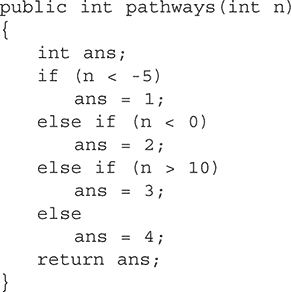 public int pathways(int n)
{
int ans;
if (n < -5)
ans = 1;
else if (n < 0)
ans = 2;
else if (n > 10)
ans = 3;
else
ans = 4;
return ans;
}